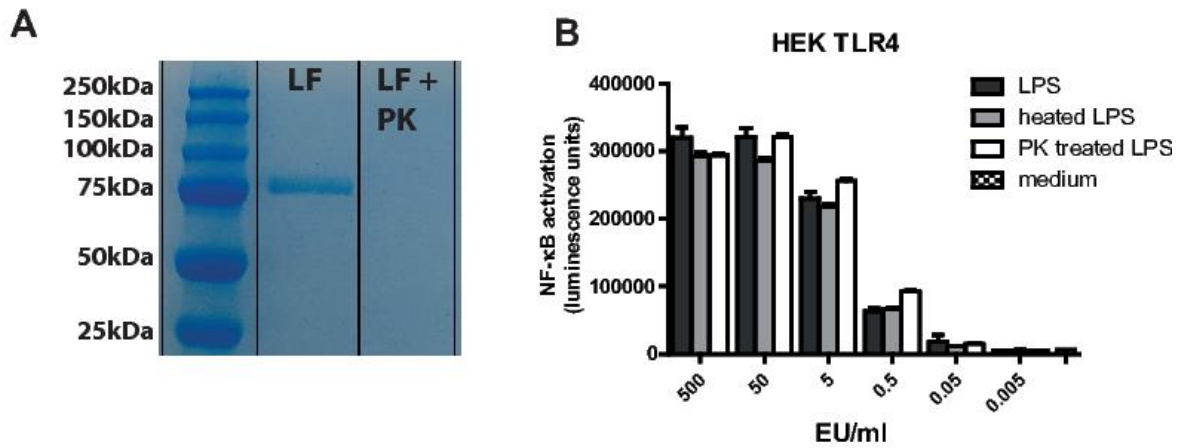 A
250kDa
150kDa
100kDa
75kDa
50kDa
25kDa
LF
LF +
PK
B
HEK TLR4
NF-κB activation
(luminescence units)
400000
300000
200000
100000
0
500
50
5
0.5
0.05
0.005
EU/ml
LPS
heated LPS
PK treated LPS
medium